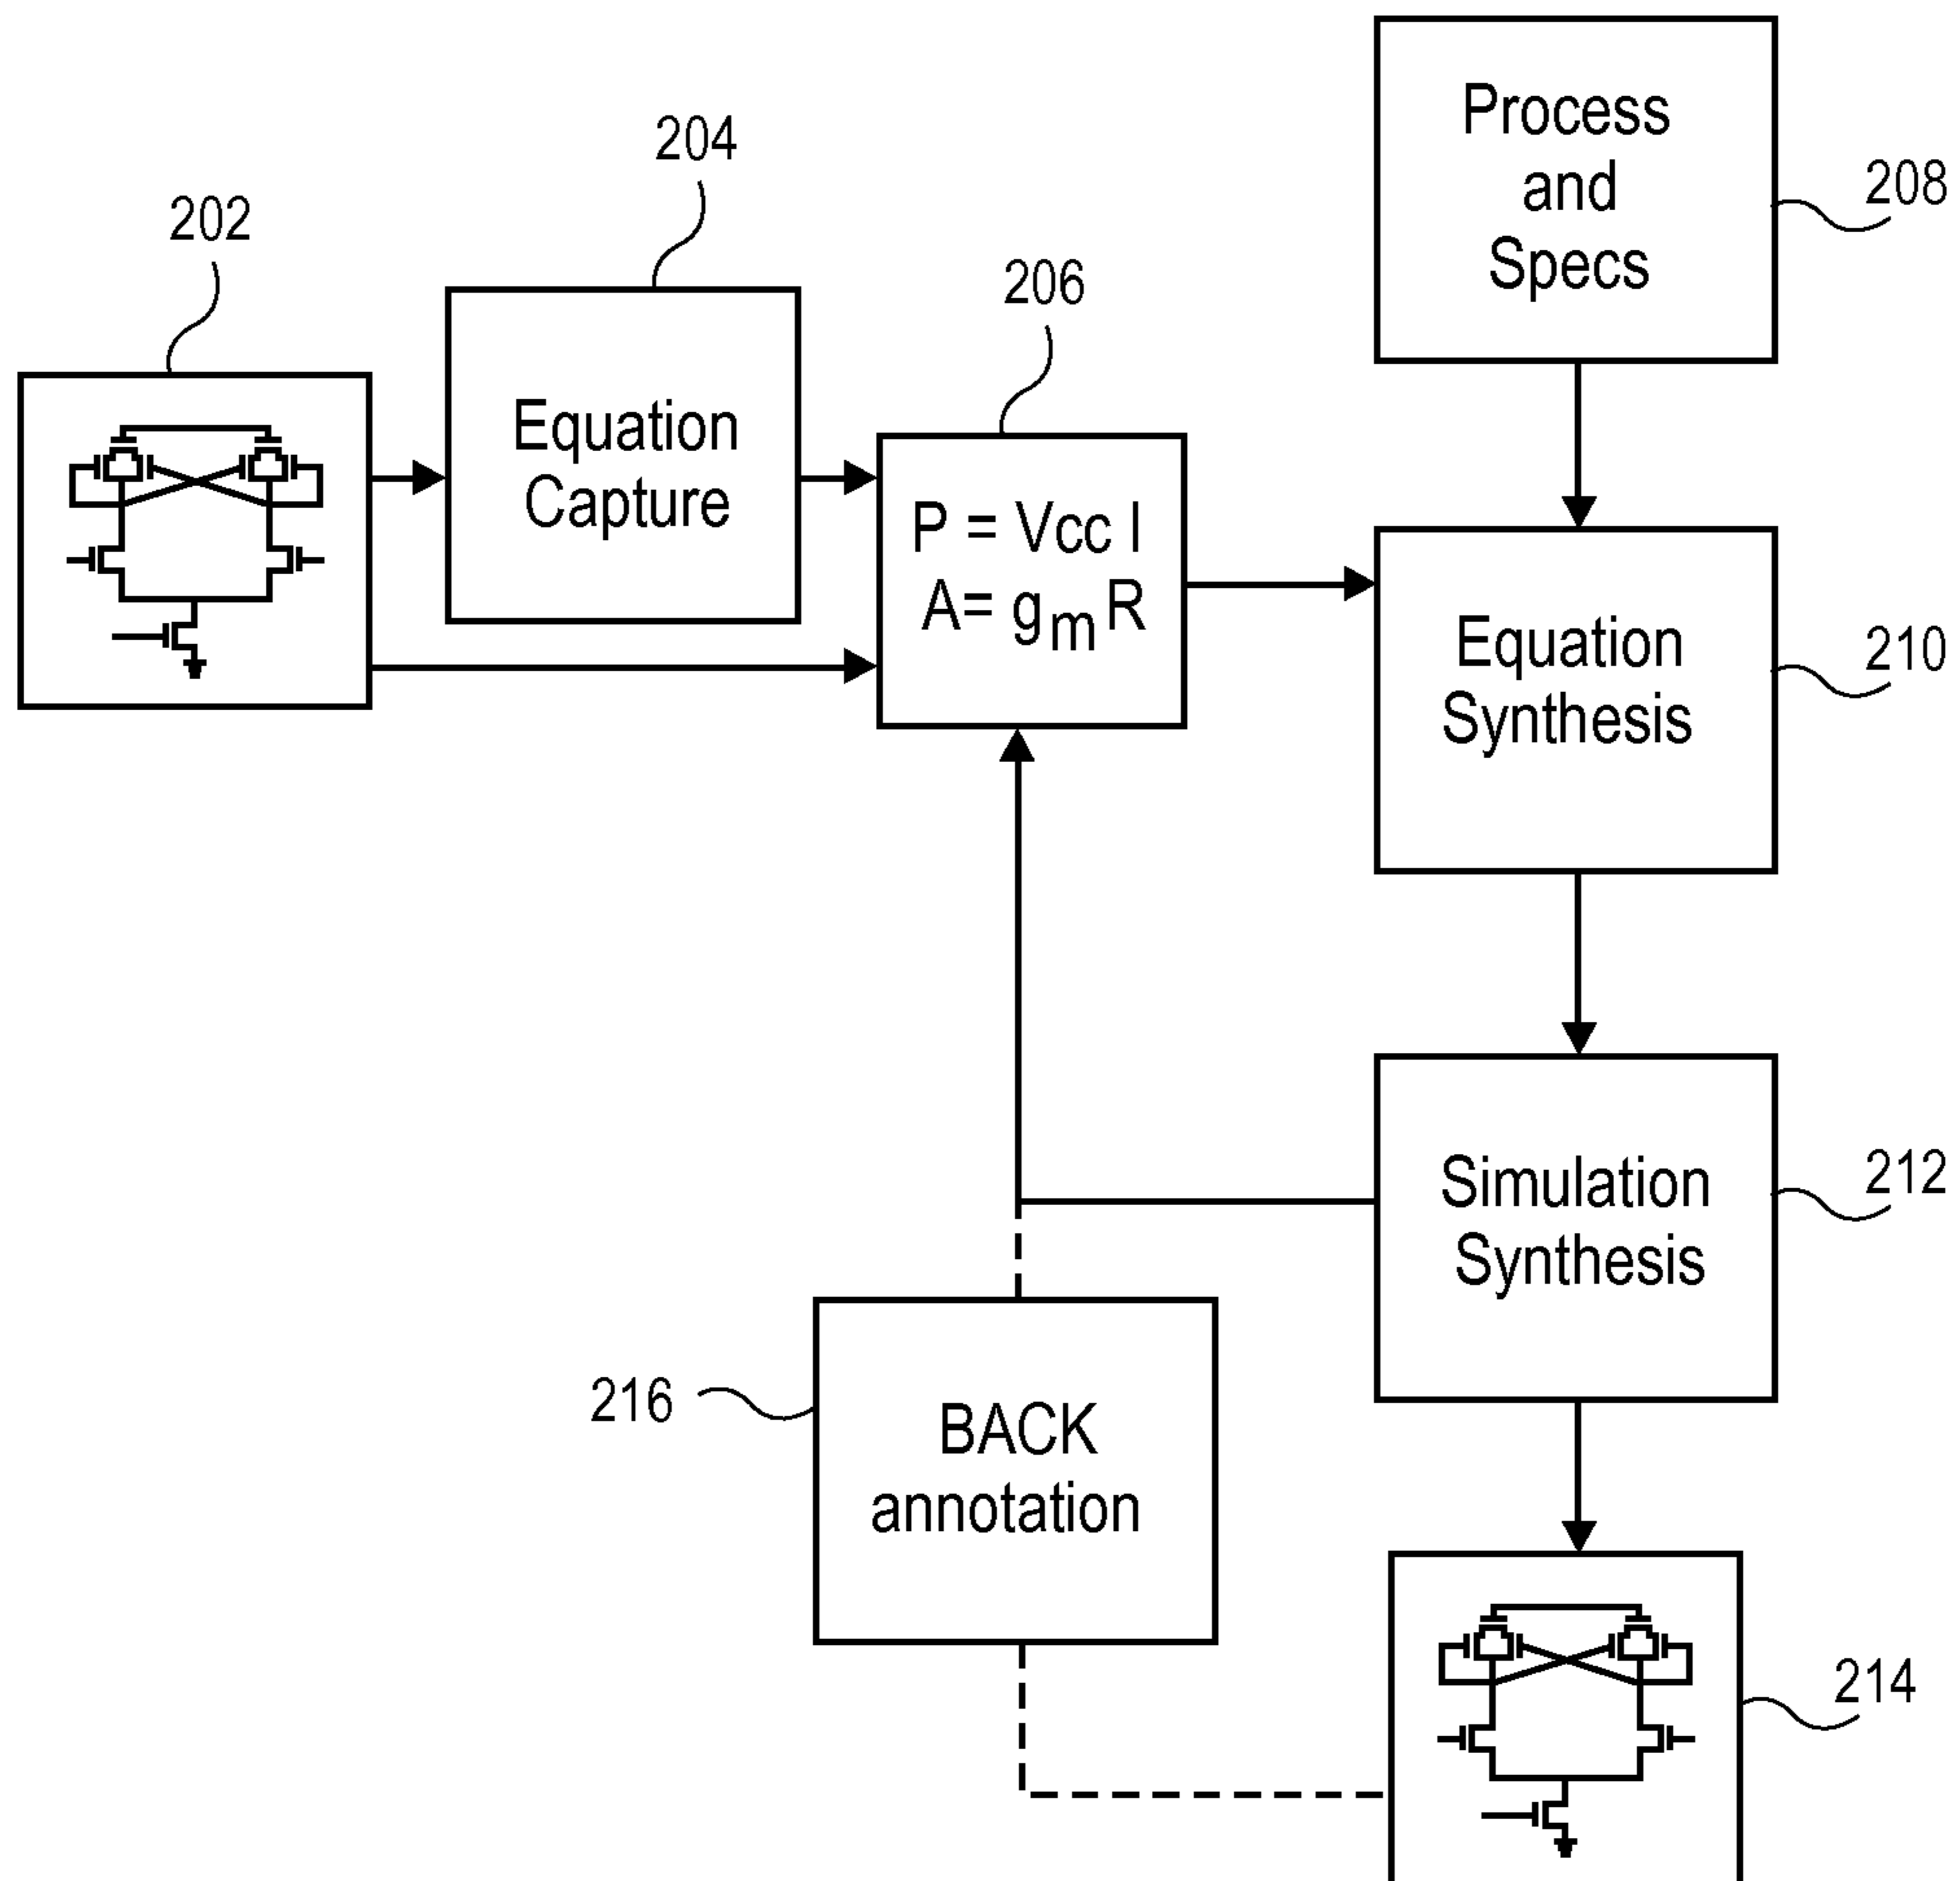 202
204
Equation
Capture
206
P = Vcc I
A= gmR
Process
and
Specs
208
Equation
Synthesis
210
Simulation
Synthesis
212
216
BACK
annotation
214